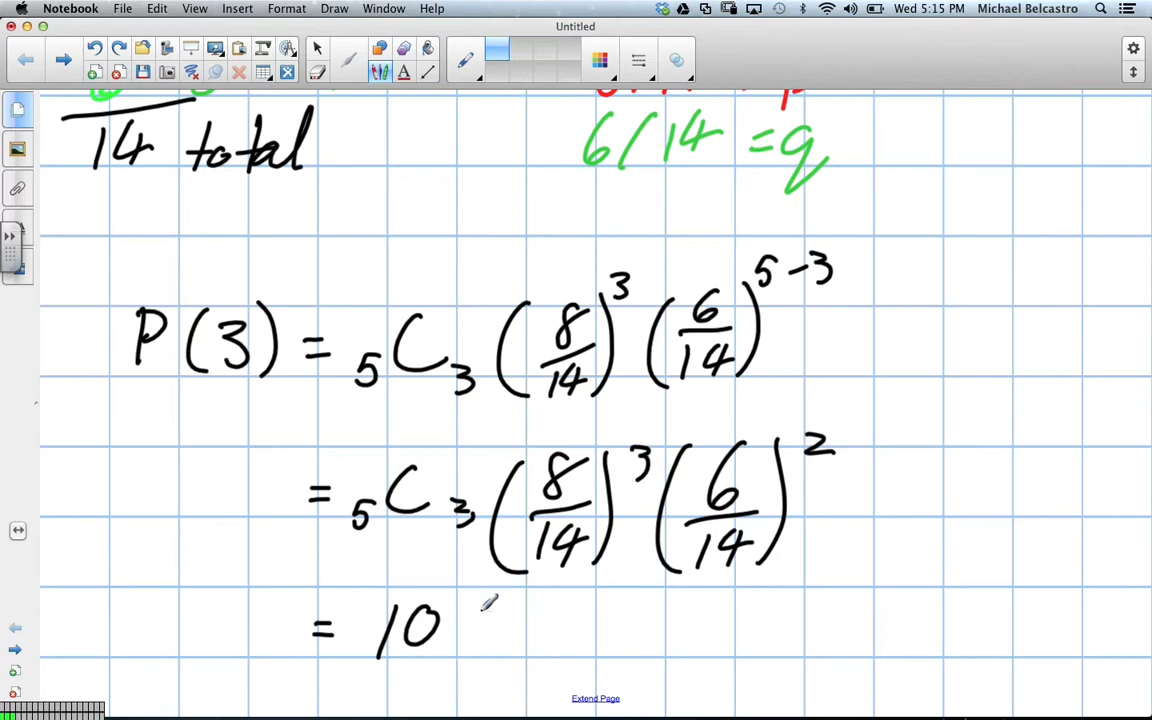 Notebook File Edit View Insert Format Draw Window Help Wed 5:15 PM Michael Belcastro
Untitled
14 total
6/14 = q
P(3) = ₅C₃ (8/14)³ (6/14)⁵⁻³
= ₅C₃ (8/14)³ (6/14)²
= 10
Extend Page